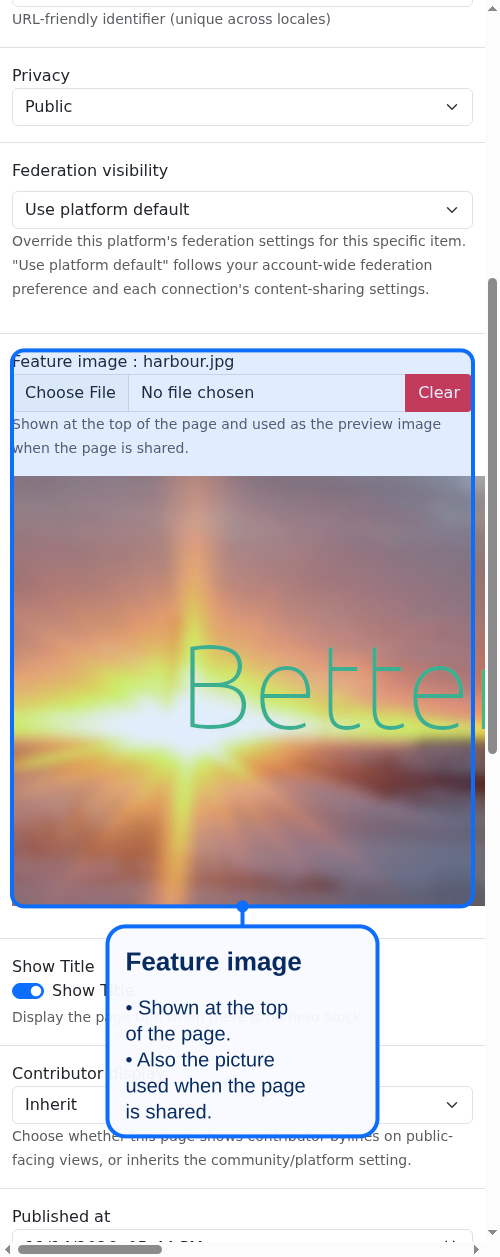 URL-friendly identifier (unique across locales)
Privacy
Public
Federation visibility
Use platform default
Override this platform's federation settings for this specific item.
"Use platform default" follows your account-wide federation
preference and each connection's content-sharing settings.
Feature image : harbour.jpg
Choose File No file chosen Clear
Shown at the top of the page and used as the preview image
when the page is shared.
Better
Feature image
• Shown at the top
of the page.
• Also the picture
used when the page
is shared.
Show Title
Show Title
Display the page
hero block
Contributor display
Inherit
Choose whether this page shows contributor bylines on public-
facing views, or inherits the community/platform setting.
Published at